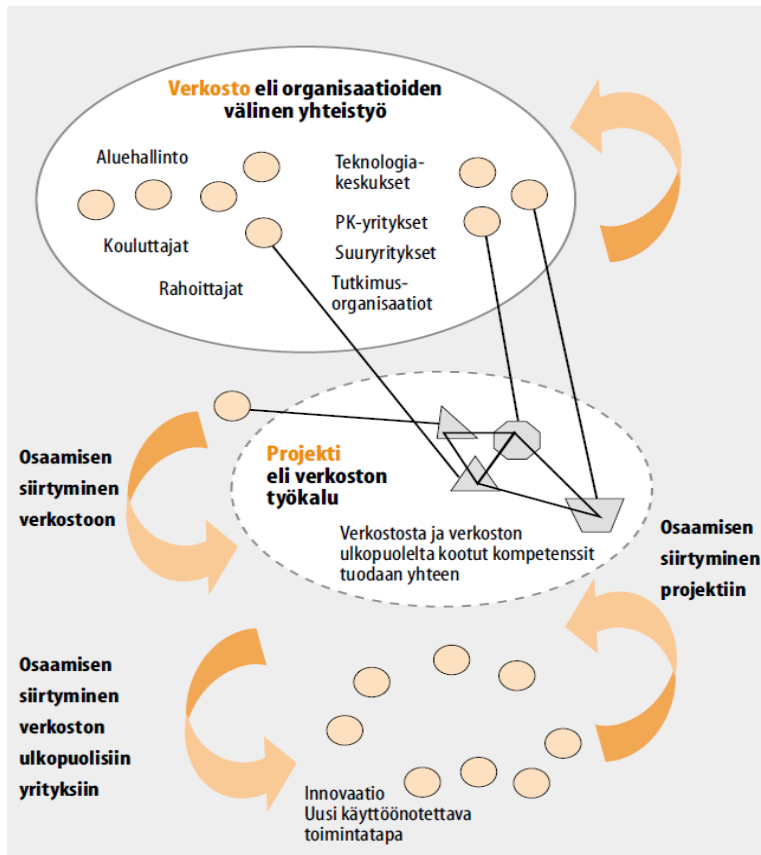 Verkosto eli organisaatioiden
välinen yhteistyö
Aluehallinto
Teknologia-
keskukset
PK-yritykset
Kouluttajat
Suuryritykset
Rahoittajat
Tutkimus-
organisaatiot
Osaamisen
siirtyminen
verkostoon
Projekti
eli verkoston
työkalu
Verkostosta ja verkoston
ulkopuolelta kootut kompetenssit
tuodaan yhteen
Osaamisen
siirtyminen
projektiin
Osaamisen
siirtyminen
verkoston
ulkopuolisiin
yrityksiin
Innovaatio
Uusi käyttöönotettava
toimintatapa